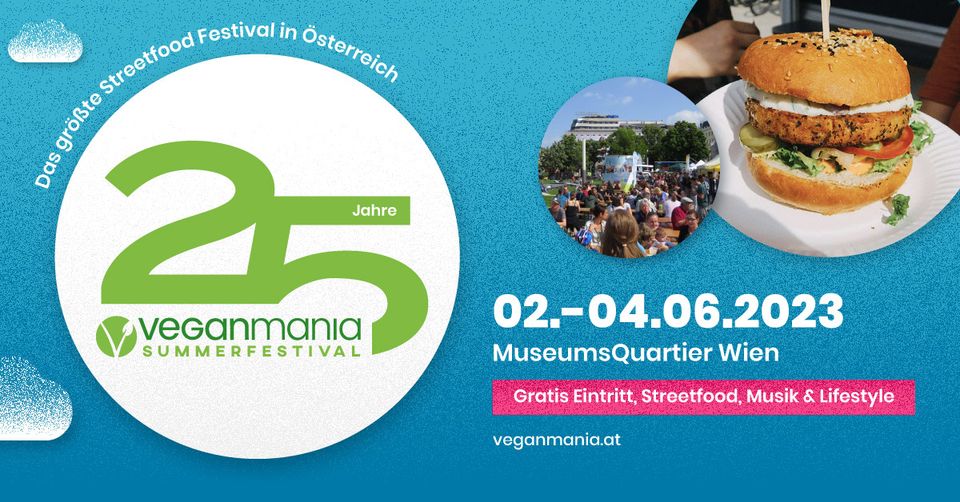 Das größte Streetfood Festival in Österreich
25
Jahre
veganmania
SUMMERFESTIVAL
02.–04.06.2023
MuseumsQuartier Wien
Gratis Eintritt, Streetfood, Musik & Lifestyle
veganmania.at